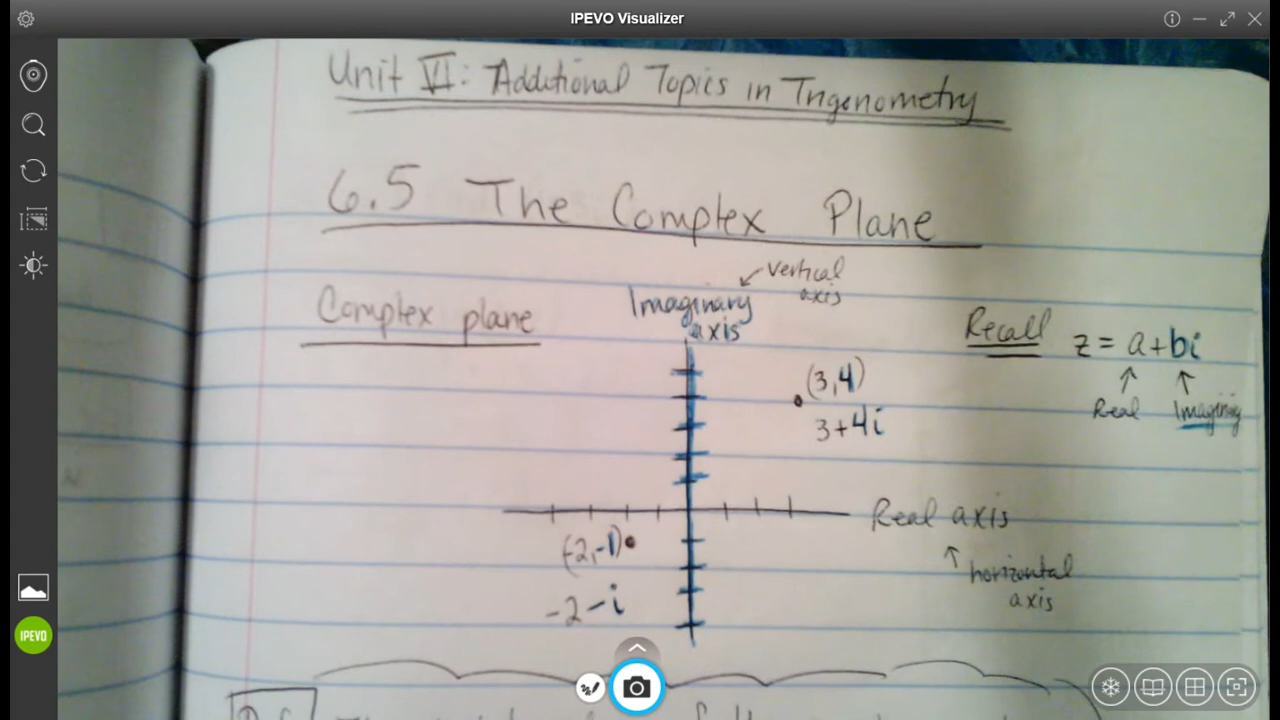 IPEVO Visualizer
Unit VI: Additional Topics in Trigenometry
6.5 The Complex Plane
vertical
axis
Complex plane
Imaginary
axis
Recall z = a+bi
Real Imaginary
(3,4)
3+4i
Real axis
(-2,-1)
horizontal
axis
-2-i
IPEVO